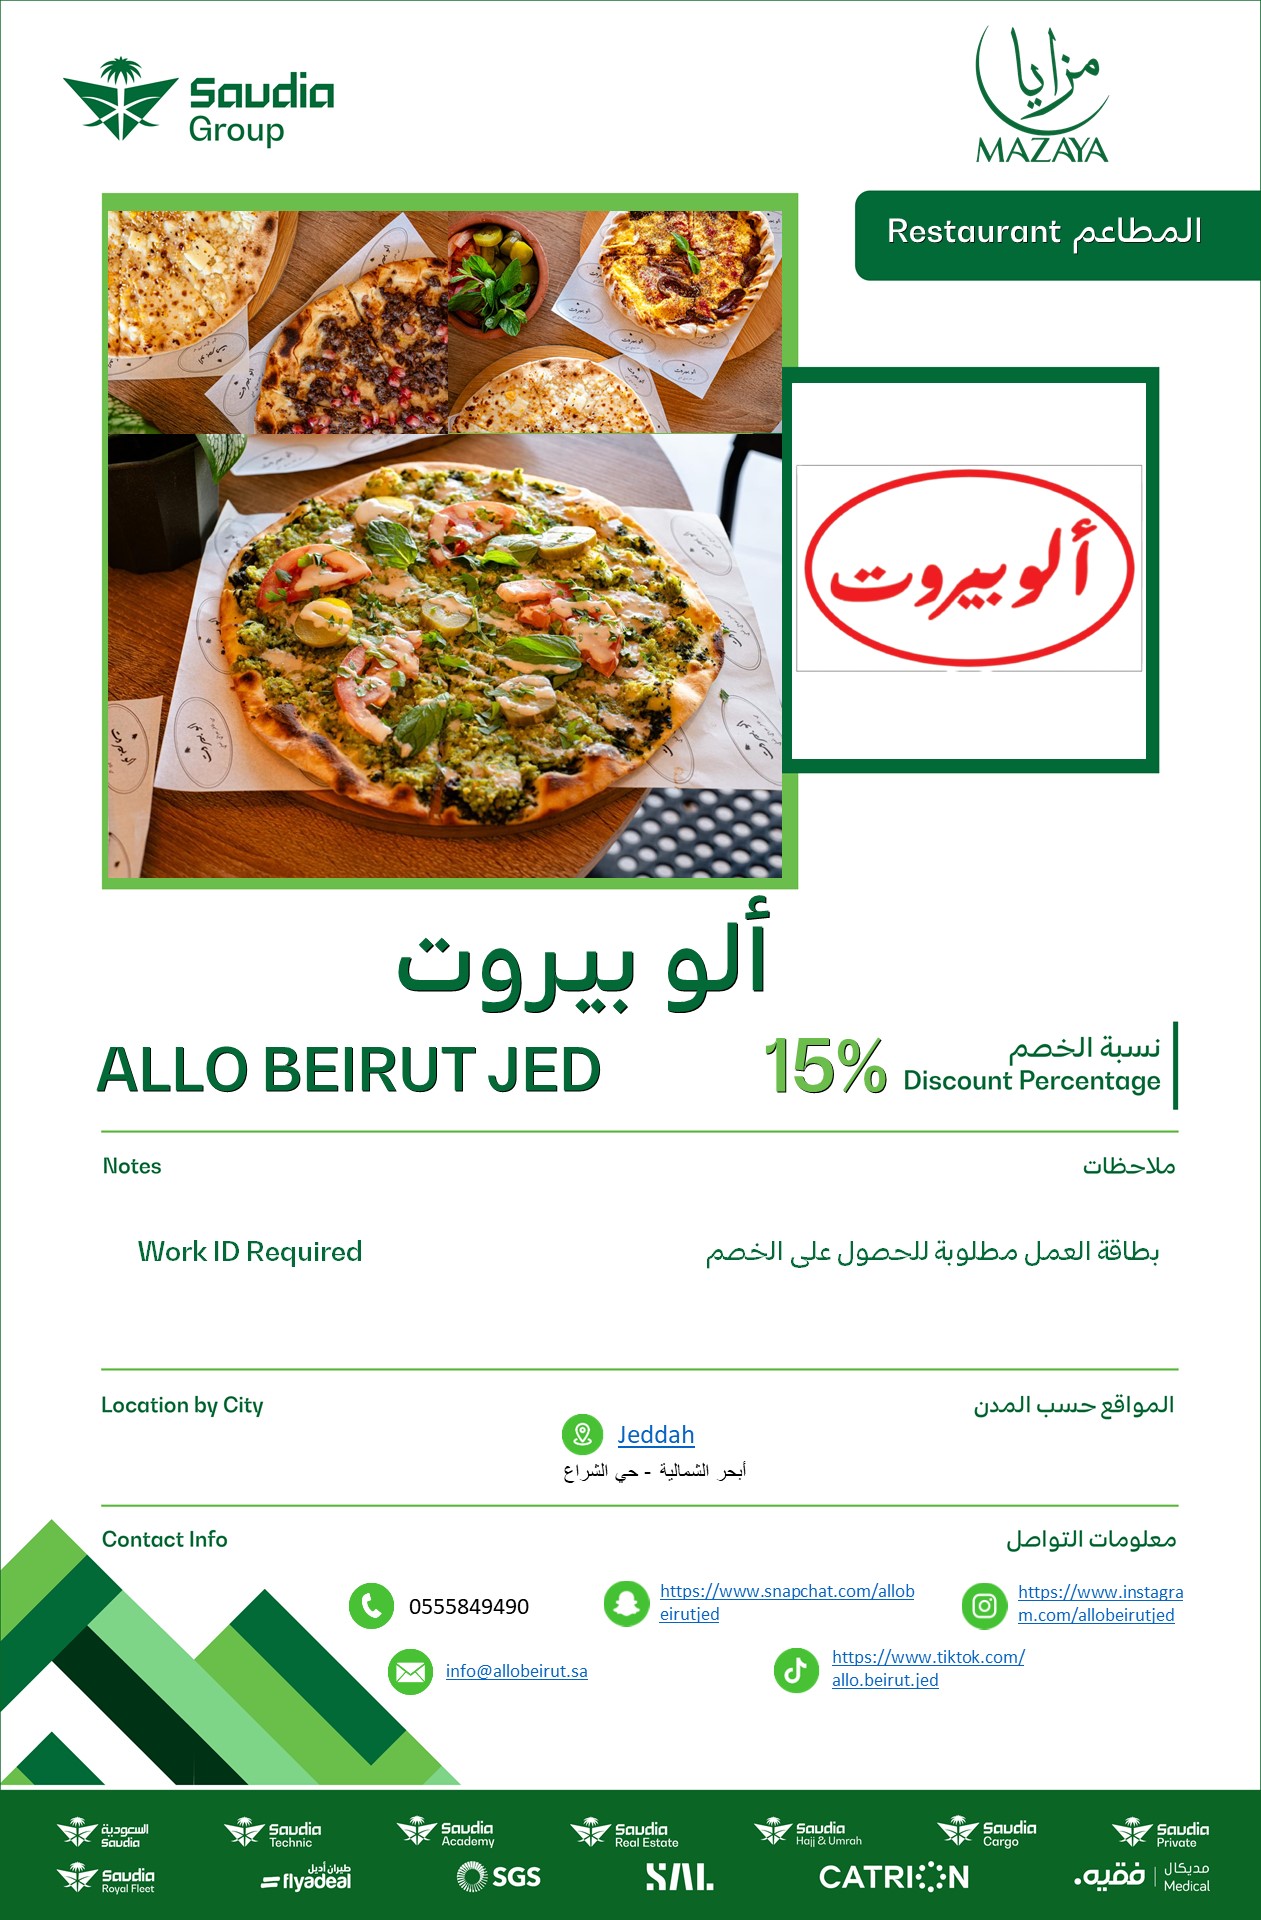 Saudia
Group
مزايا
MAZAYA
Restaurant المطاعم
ألو بيروت
ألو بيروت
ALLO BEIRUT JED
15%
نسبة الخصم
Discount Percentage
Notes
ملاحظات
Work ID Required
بطاقة العمل مطلوبة للحصول على الخصم
Location by City
المواقع حسب المدن
Jeddah
أبحر الشمالية - حي الشراع
Contact Info
معلومات التواصل
0555849490
https://www.snapchat.com/allob
eirutjed
https://www.instagra
m.com/allobeirutjed
info@allobeirut.sa
https://www.tiktok.com/
allo.beirut.jed
السعودية
Saudia
Saudia
Technic
Saudia
Academy
Saudia
Real Estate
Saudia
Hajj & Umrah
Saudia
Cargo
Saudia
Private
Saudia
Royal Fleet
طيران أديل
flyadeal
SGS
SAL
CATRION
فقيه.
مديكال
Medical